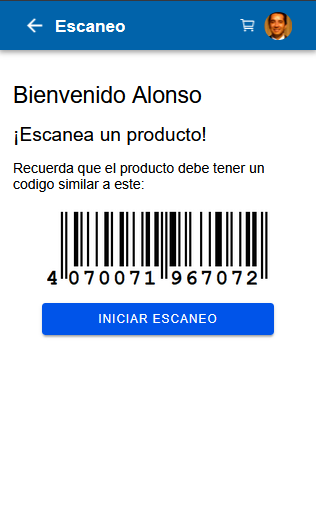 Escaneo
Bienvenido Alonso
¡Escanea un producto!
Recuerda que el producto debe tener un
codigo similar a este:
4 070071 967072
INICIAR ESCANEO